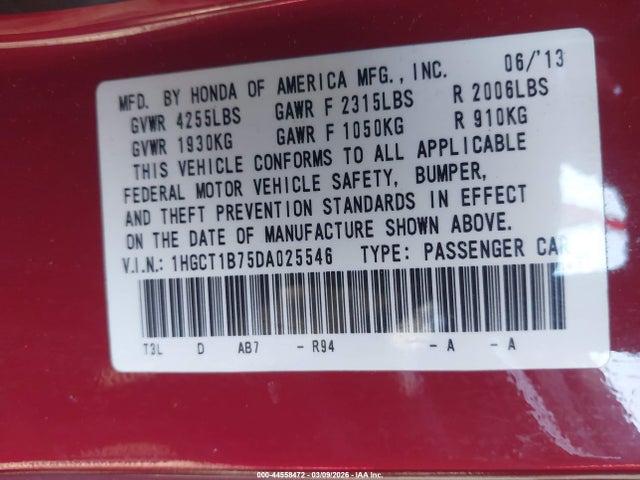 MFD. BY HONDA OF AMERICA MFG., INC. 06/'13
GVWR 4255LBS GAWR F 2315LBS R 2006LBS
GVWR 1930KG GAWR F 1050KG R 910KG
THIS VEHICLE CONFORMS TO ALL APPLICABLE
FEDERAL MOTOR VEHICLE SAFETY, BUMPER,
AND THEFT PREVENTION STANDARDS IN EFFECT
ON THE DATE OF MANUFACTURE SHOWN ABOVE.
V.I.N.: 1HGCT1B75DA025546 TYPE: PASSENGER CAR
T3L D AB7 - R94 - A - A
000-44558472 03/09/2026 IAA Inc.